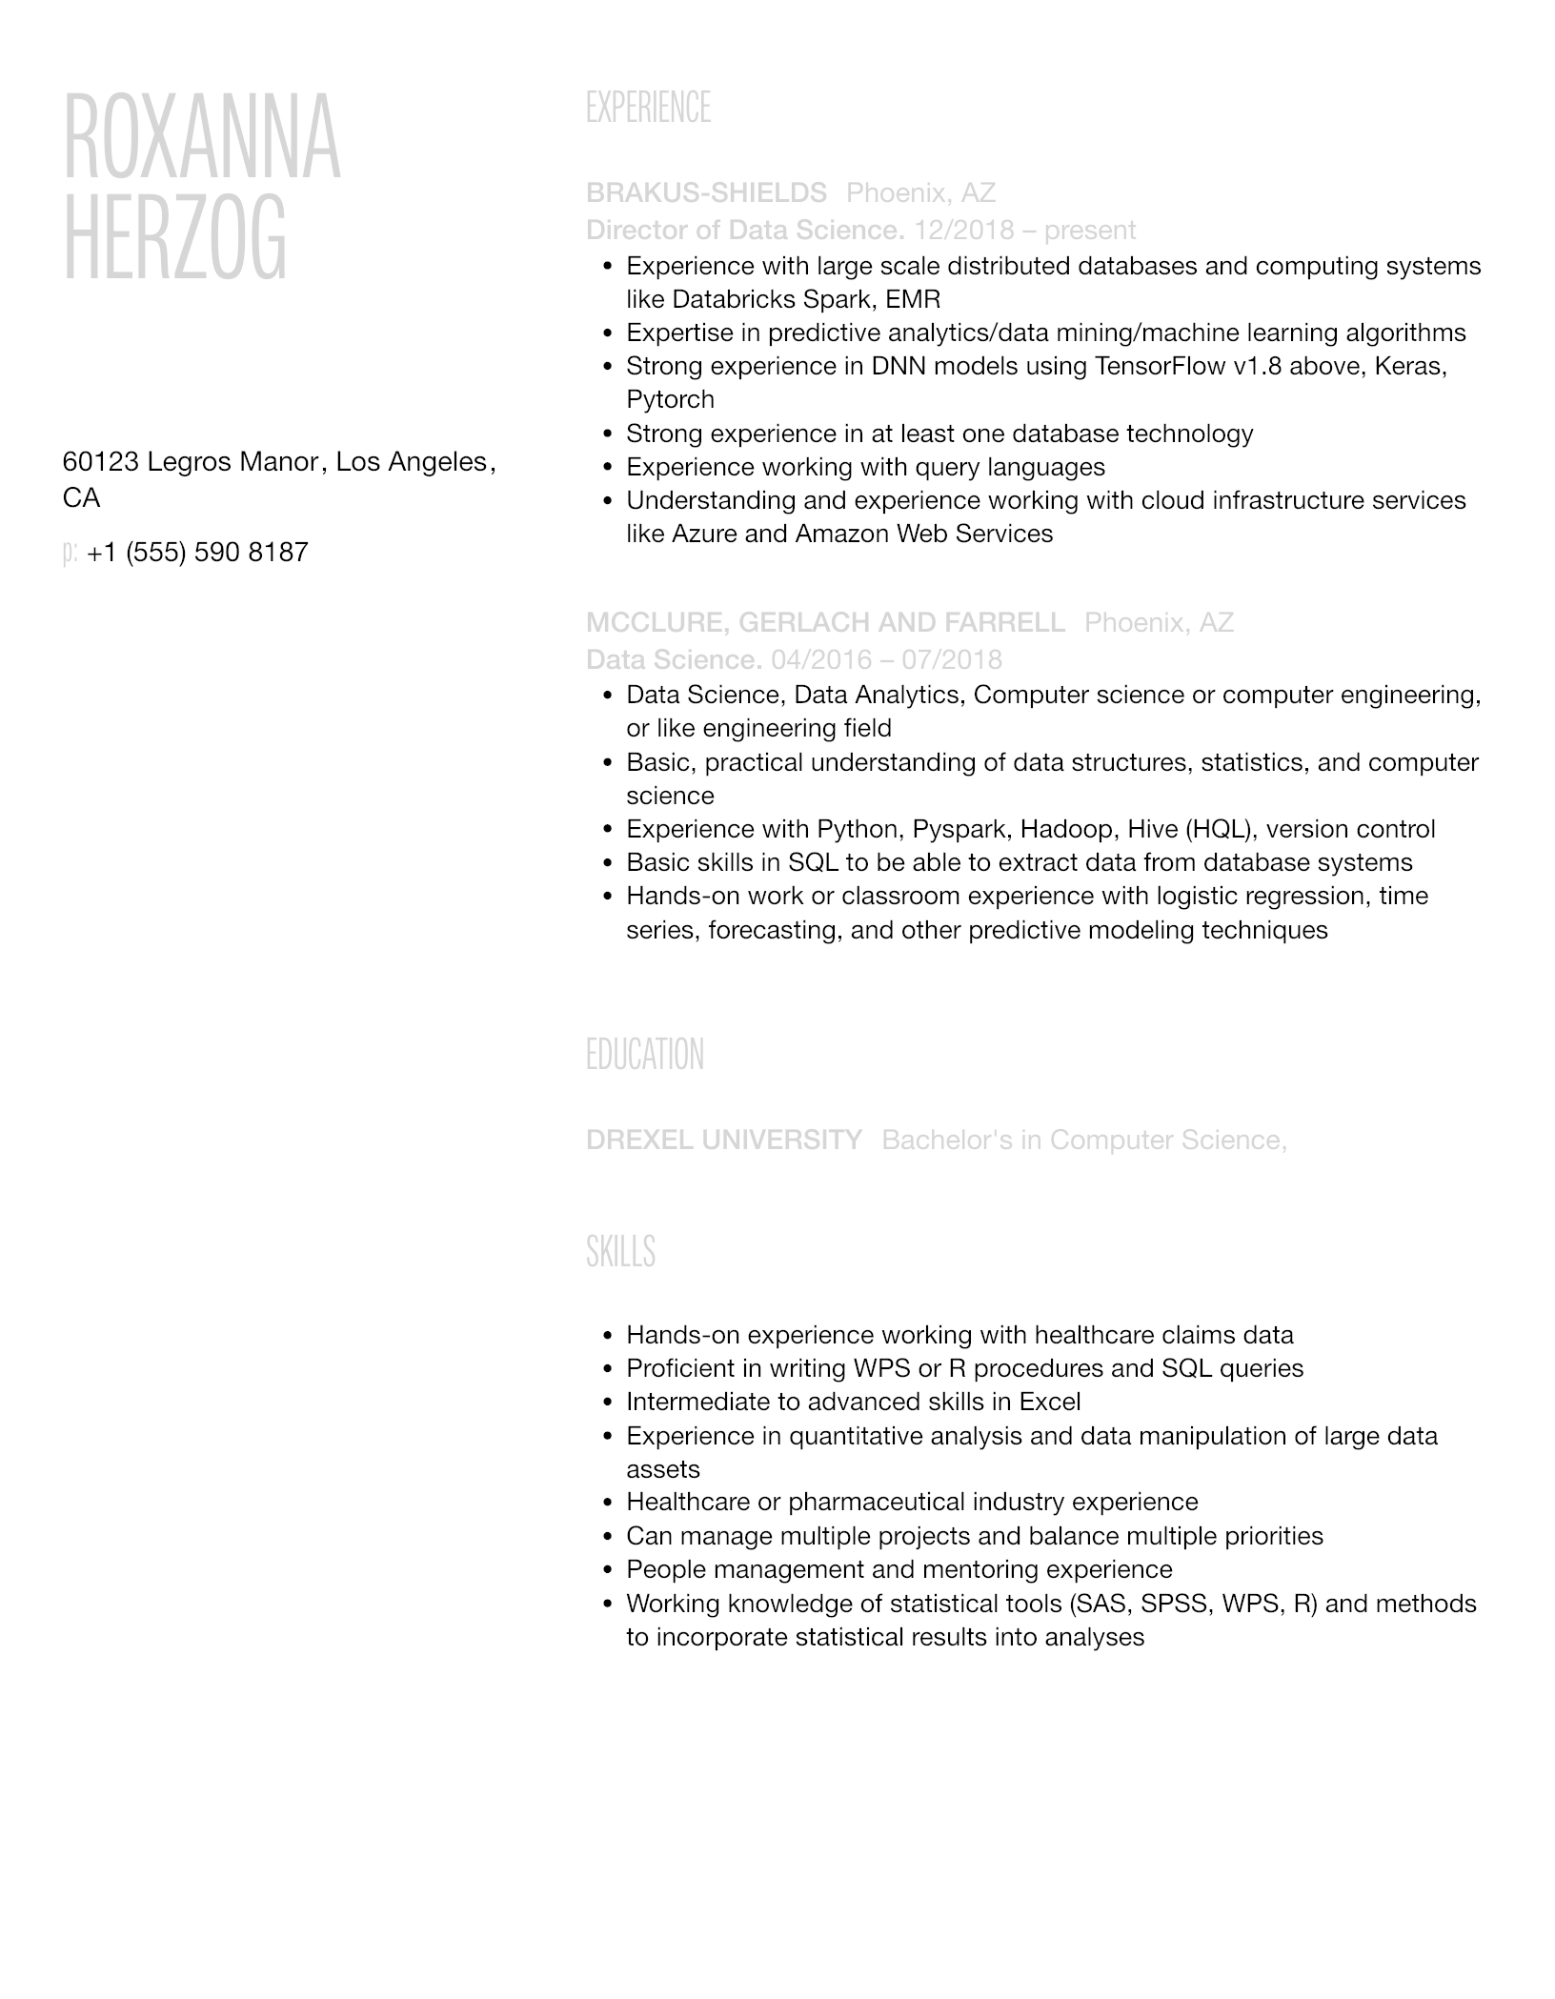 ROXANNA
HERZOG
60123 Legros Manor, Los Angeles,
CA
p: +1 (555) 590 8187
EXPERIENCE
BRAKUS-SHIELDS Phoenix, AZ
Director of Data Science. 12/2018 – present
• Experience with large scale distributed databases and computing systems
like Databricks Spark, EMR
• Expertise in predictive analytics/data mining/machine learning algorithms
• Strong experience in DNN models using TensorFlow v1.8 above, Keras,
Pytorch
• Strong experience in at least one database technology
• Experience working with query languages
• Understanding and experience working with cloud infrastructure services
like Azure and Amazon Web Services
MCCLURE, GERLACH AND FARRELL Phoenix, AZ
Data Science. 04/2016 – 07/2018
• Data Science, Data Analytics, Computer science or computer engineering,
or like engineering field
• Basic, practical understanding of data structures, statistics, and computer
science
• Experience with Python, Pyspark, Hadoop, Hive (HQL), version control
• Basic skills in SQL to be able to extract data from database systems
• Hands-on work or classroom experience with logistic regression, time
series, forecasting, and other predictive modeling techniques
EDUCATION
DREXEL UNIVERSITY Bachelor's in Computer Science,
SKILLS
• Hands-on experience working with healthcare claims data
• Proficient in writing WPS or R procedures and SQL queries
• Intermediate to advanced skills in Excel
• Experience in quantitative analysis and data manipulation of large data
assets
• Healthcare or pharmaceutical industry experience
• Can manage multiple projects and balance multiple priorities
• People management and mentoring experience
• Working knowledge of statistical tools (SAS, SPSS, WPS, R) and methods
to incorporate statistical results into analyses